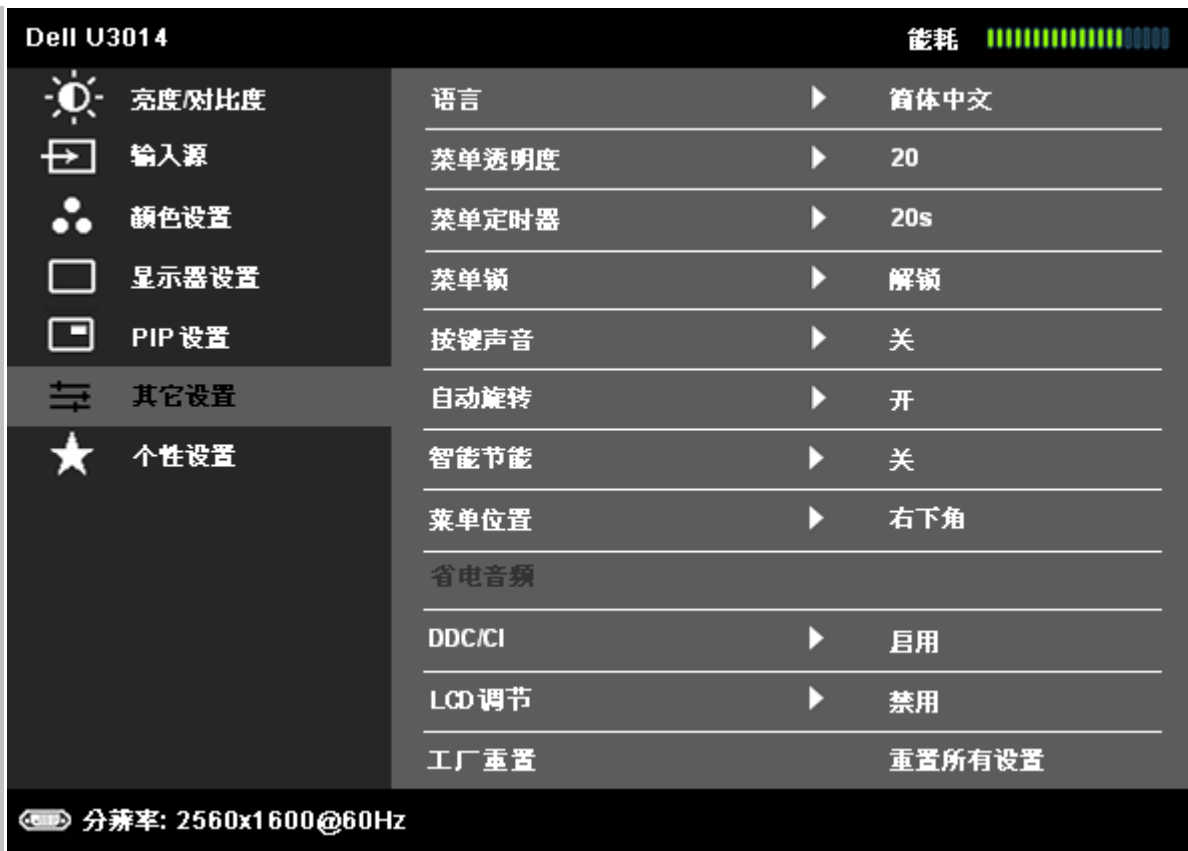 Dell U3014 能耗
亮度/对比度
输入源
颜色设置
显示器设置
PIP 设置
其它设置
个性设置
语言 简体中文
菜单透明度 20
菜单定时器 20s
菜单锁 解锁
按键声音 关
自动旋转 开
智能节能 关
菜单位置 右下角
省电音频
DDC/CI 启用
LCD 调节 禁用
工厂重置 重置所有设置
分辨率: 2560x1600@60Hz